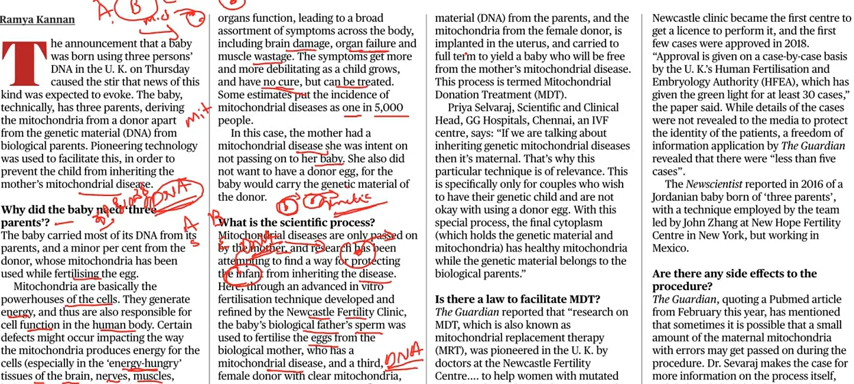 Ramya Kannan
The announcement that a baby
was born using three persons'
DNA in the U. K. on Thursday
caused the stir that news of this
kind was expected to evoke. The baby,
technically, has three parents, deriving
the mitochondria from a donor apart
from the genetic material (DNA) from
biological parents. Pioneering technology
was used to facilitate this, in order to
prevent the child from inheriting the
mother's mitochondrial disease.
Why did the baby need 'three
parents'?
The baby carried most of its DNA from its
parents, and a minor per cent from the
donor, whose mitochondria has been
used while fertilising the egg.
Mitochondria are basically the
powerhouses of the cells. They generate
energy, and thus are also responsible for
cell function in the human body. Certain
defects might occur impacting the way
the mitochondria produces energy for the
cells (especially in the 'energy-hungry'
tissues of the brain, nerves, muscles,
organs function, leading to a broad
assortment of symptoms across the body,
including brain damage, organ failure and
muscle wastage. The symptoms get more
and more debilitating as a child grows,
and have no cure, but can be treated.
Some estimates put the incidence of
mitochondrial diseases as one in 5,000
people.
In this case, the mother had a
mitochondrial disease she was intent on
not passing on to her baby. She also did
not want to have a donor egg, for the
baby would carry the genetic material of
the donor.
What is the scientific process?
Mitochondrial diseases are only passed on
by the mother, and research has been
attempting to find a way for protecting
the infant from inheriting the disease.
Here, through an advanced in vitro
fertilisation technique developed and
refined by the Newcastle Fertility Clinic,
the baby's biological father's sperm was
used to fertilise the eggs from the
biological mother, who has a
mitochondrial disease, and a third,
female donor with clear mitochondria,
material (DNA) from the parents, and the
mitochondria from the female donor, is
implanted in the uterus, and carried to
full term to yield a baby who will be free
from the mother's mitochondrial disease.
This process is termed Mitochondrial
Donation Treatment (MDT).
Priya Selvaraj, Scientific and Clinical
Head, GG Hospitals, Chennai, an IVF
centre, says: "If we are talking about
inheriting genetic mitochondrial diseases
then it's maternal. That's why this
particular technique is of relevance. This
is specifically only for couples who wish
to have their genetic child and are not
okay with using a donor egg. With this
special process, the final cytoplasm
(which holds the genetic material and
mitochondria) has healthy mitochondria
while the genetic material belongs to the
biological parents."
Is there a law to facilitate MDT?
The Guardian reported that "research on
MDT, which is also known as
mitochondrial replacement therapy
(MRT), was pioneered in the U. K. by
doctors at the Newcastle Fertility
Centre.... to help women with mutated
Newcastle clinic became the first centre to
get a licence to perform it, and the first
few cases were approved in 2018.
"Approval is given on a case-by-case basis
by the U. K.'s Human Fertilisation and
Embryology Authority (HFEA), which has
given the green light for at least 30 cases,"
the paper said. While details of the cases
were not revealed to the media to protect
the identity of the patients, a freedom of
information application by The Guardian
revealed that there were "less than five
cases".
The Newscientist reported in 2016 of a
Jordanian baby born of 'three parents',
with a technique employed by the team
led by John Zhang at New Hope Fertility
Centre in New York, but working in
Mexico.
Are there any side effects to the
procedure?
The Guardian, quoting a Pubmed article
from February this year, has mentioned
that sometimes it is possible that a small
amount of the maternal mitochondria
with errors may get passed on during the
procedure. Dr. Sevaraj makes the case for
more information on the process itself,
A
B
mit
DNA
A
B
DNA
DNA